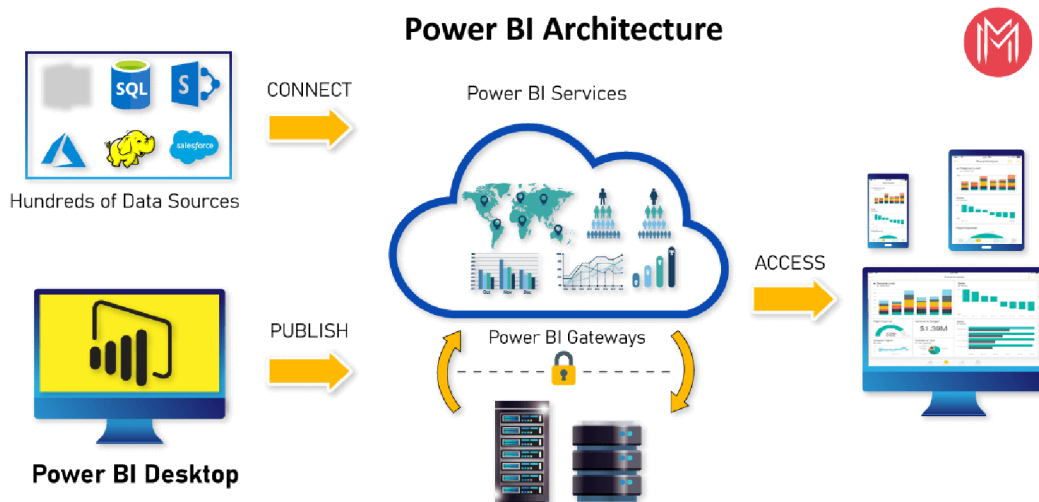 Power BI Architecture
M
CONNECT
Power BI Services
SQL
S
salesforce
Hundreds of Data Sources
ACCESS
PUBLISH
Power BI Gateways
$1.39M
Power BI Desktop